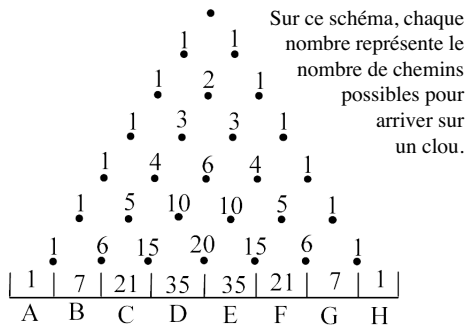 Sur ce schéma, chaque
nombre représente le
nombre de chemins
possibles pour
arriver sur
un clou.
1 1
1 2 1
1 3 3 1
1 4 6 4 1
1 5 10 10 5 1
1 6 15 20 15 6 1
1 7 21 35 35 21 7 1
A B C D E F G H